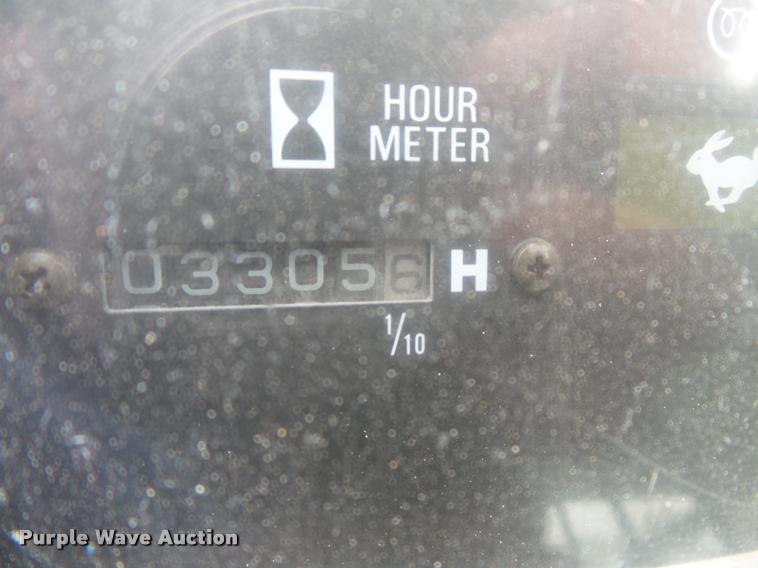 HOUR
METER
033056 H
1/10
Purple Wave Auction